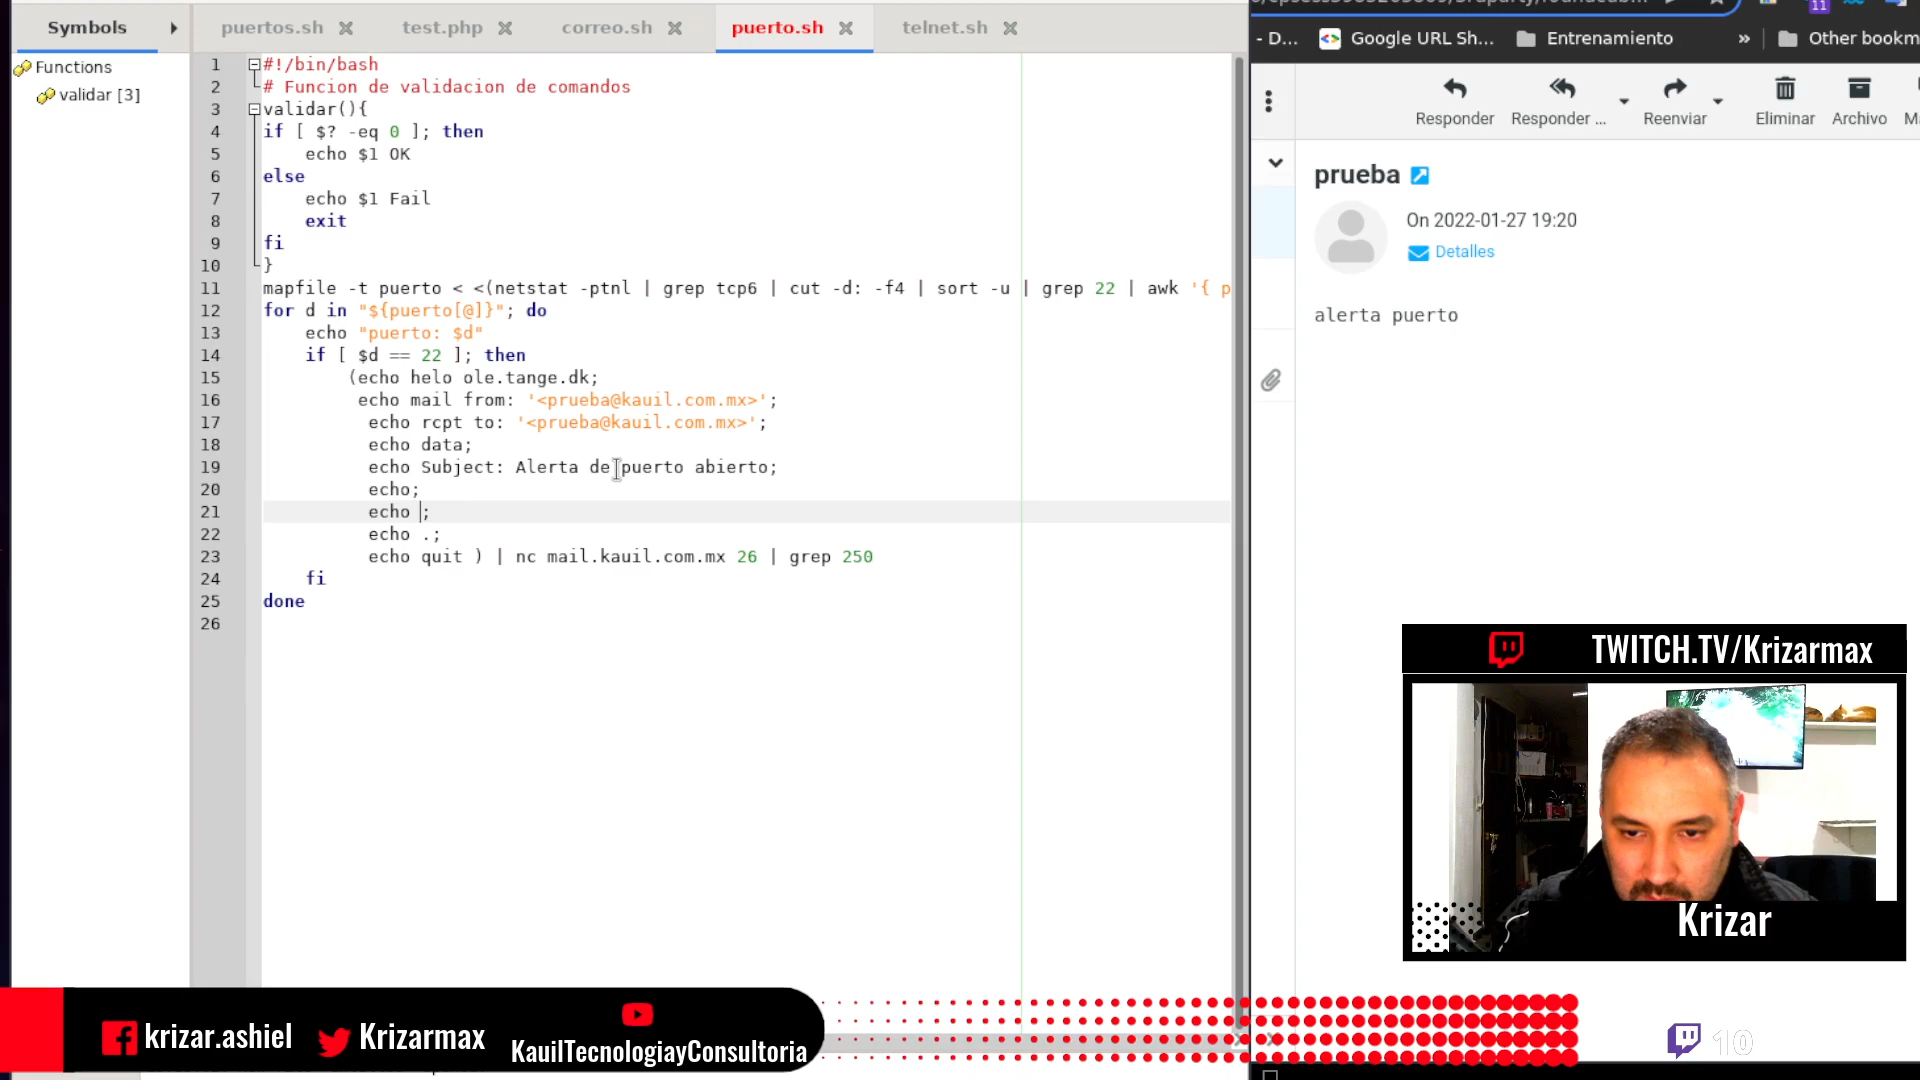 Symbols
puertos.sh
test.php
correo.sh
puerto.sh
telnet.sh
Functions
validar [3]
1 #!/bin/bash
2 # Funcion de validacion de comandos
3 validar(){
4 if [ $? -eq 0 ]; then
5 echo $1 OK
6 else
7 echo $1 Fail
8 exit
9 fi
10 }
11 mapfile -t puerto < <(netstat -ptnl | grep tcp6 | cut -d: -f4 | sort -u | grep 22 | awk '{ p
12 for d in "${puerto[@]}"; do
13 echo "puerto: $d"
14 if [ $d == 22 ]; then
15 (echo helo ole.tange.dk;
16 echo mail from: '<prueba@kauil.com.mx>';
17 echo rcpt to: '<prueba@kauil.com.mx>';
18 echo data;
19 echo Subject: Alerta de puerto abierto;
20 echo;
21 echo ;
22 echo .;
23 echo quit ) | nc mail.kauil.com.mx 26 | grep 250
24 fi
25 done
26
11
- D...
Google URL Sh...
Entrenamiento
»
Other bookm
Responder
Responder ...
Reenviar
Eliminar
Archivo
prueba
On 2022-01-27 19:20
Detalles
alerta puerto
TWITCH.TV/Krizarmax
Krizar
krizar.ashiel
Krizarmax
KauilTecnologiayConsultoria
10